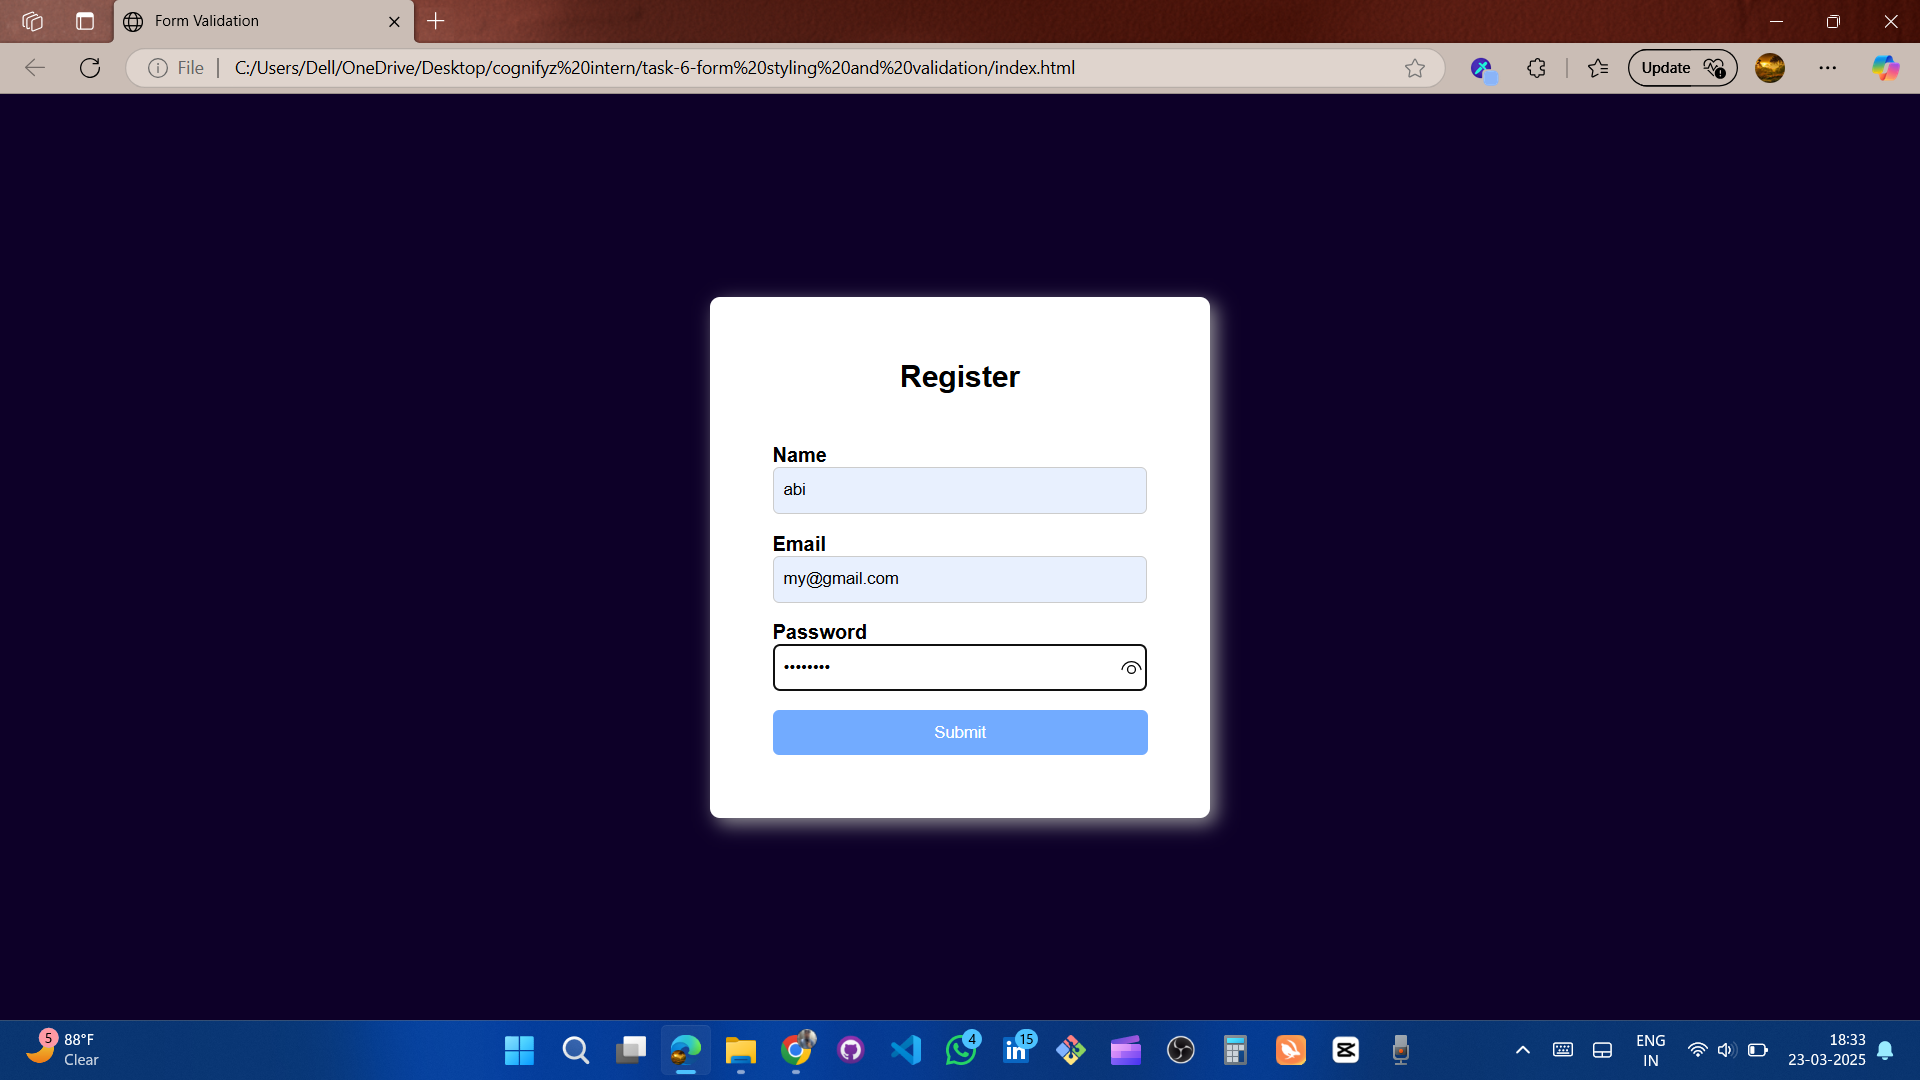 Form Validation
File
C:/Users/Dell/OneDrive/Desktop/cognifyz%20intern/task-6-form%20styling%20and%20validation/index.html
Update
Register
Name
abi
Email
my@gmail.com
Password
••••••••
Submit
5
88°F
Clear
4
15
in
ENG
IN
18:33
23-03-2025